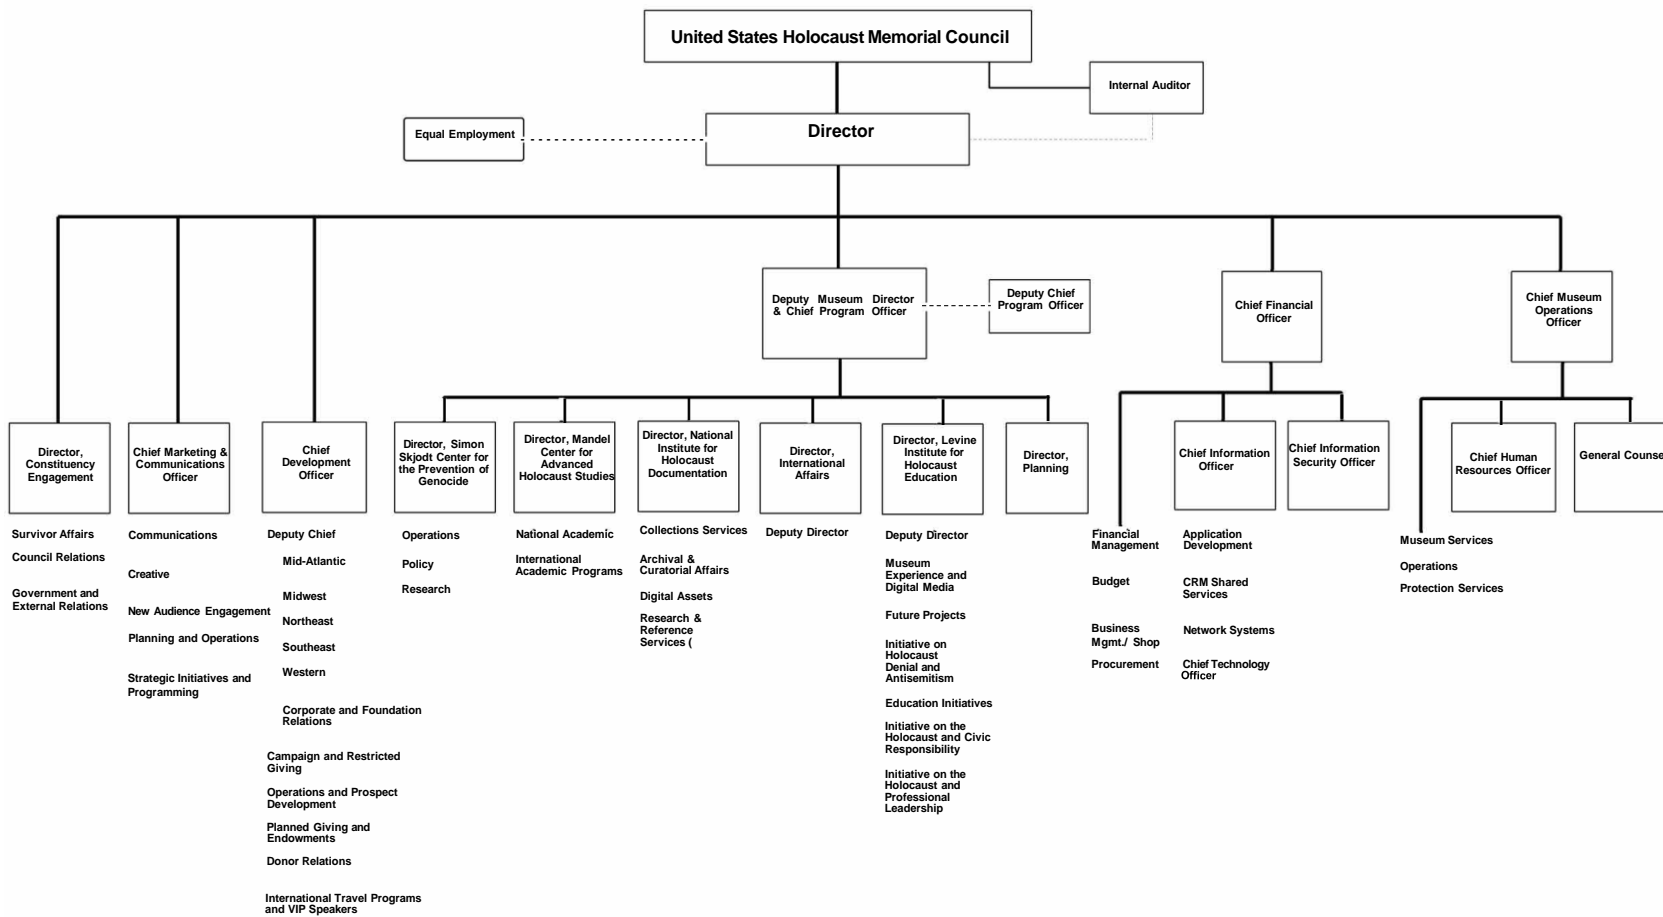 United States Holocaust Memorial Council
Internal Auditor
Equal Employment
Director
Deputy Museum Director
& Chief Program Officer
Deputy Chief
Program Officer
Chief Financial
Officer
Chief Museum
Operations
Officer
Director,
Constituency
Engagement
Chief Marketing &
Communications
Officer
Chief
Development
Officer
Director, Simon
Skjodt Center for
the Prevention of
Genocide
Director, Mandel
Center for
Advanced
Holocaust Studies
Director, National
Institute for
Holocaust
Documentation
Director,
International
Affairs
Director, Levine
Institute for
Holocaust
Education
Director,
Planning
Chief Information
Officer
Chief Information
Security Officer
Chief Human
Resources Officer
General Counse
Survivor Affairs
Council Relations
Government and
External Relations
Communications
Creative
New Audience Engagement
Planning and Operations
Strategic Initiatives and
Programming
Deputy Chief
Mid-Atlantic
Midwest
Northeast
Southeast
Western
Corporate and Foundation
Relations
Campaign and Restricted
Giving
Operations and Prospect
Development
Planned Giving and
Endowments
Donor Relations
International Travel Programs
and VIP Speakers
Operations
Policy
Research
National Academic
International
Academic Programs
Collections Services
Archival &
Curatorial Affairs
Digital Assets
Research &
Reference
Services (
Deputy Director
Deputy Director
Museum
Experience and
Digital Media
Future Projects
Initiative on
Holocaust
Denial and
Antisemitism
Education Initiatives
Initiative on the
Holocaust and Civic
Responsibility
Initiative on the
Holocaust and
Professional
Leadership
Financial
Management
Budget
Business
Mgmt./ Shop
Procurement
Application
Development
CRM Shared
Services
Network Systems
Chief Technology
Officer
Museum Services
Operations
Protection Services